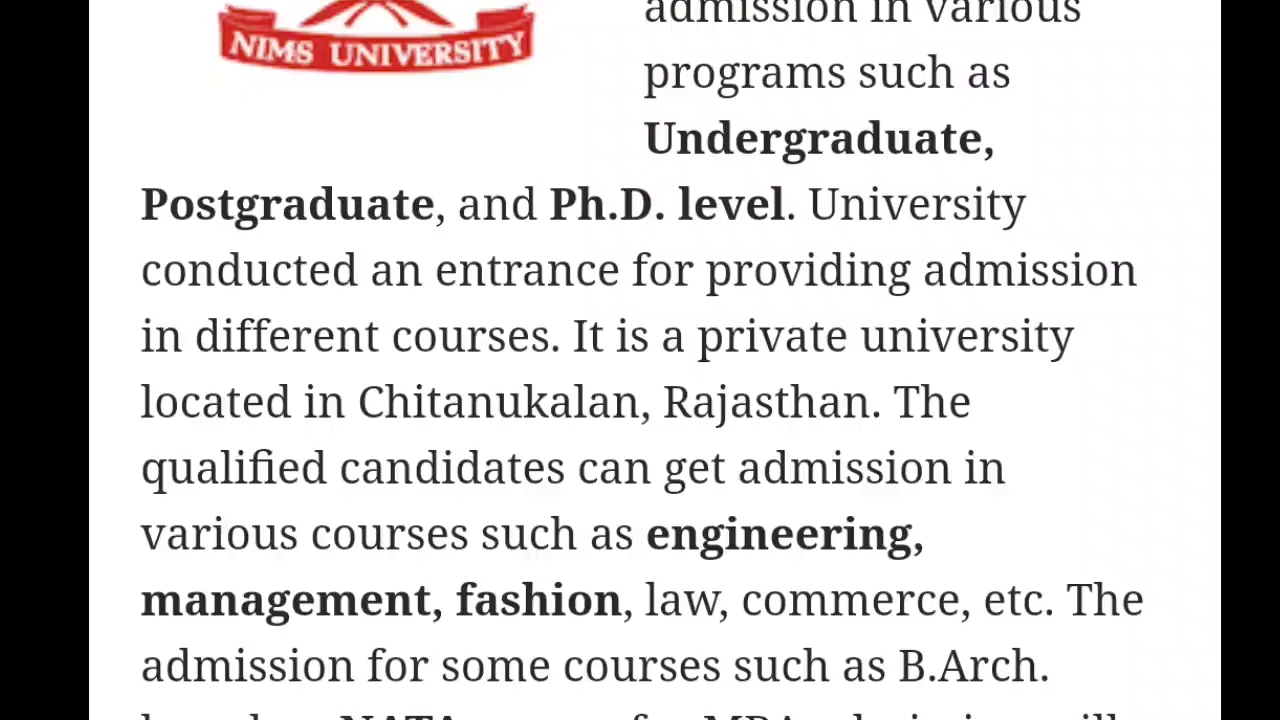 NIMS UNIVERSITY
admission in various
programs such as
Undergraduate,
Postgraduate, and Ph.D. level. University
conducted an entrance for providing admission
in different courses. It is a private university
located in Chitanukalan, Rajasthan. The
qualified candidates can get admission in
various courses such as engineering,
management, fashion, law, commerce, etc. The
admission for some courses such as B.Arch.